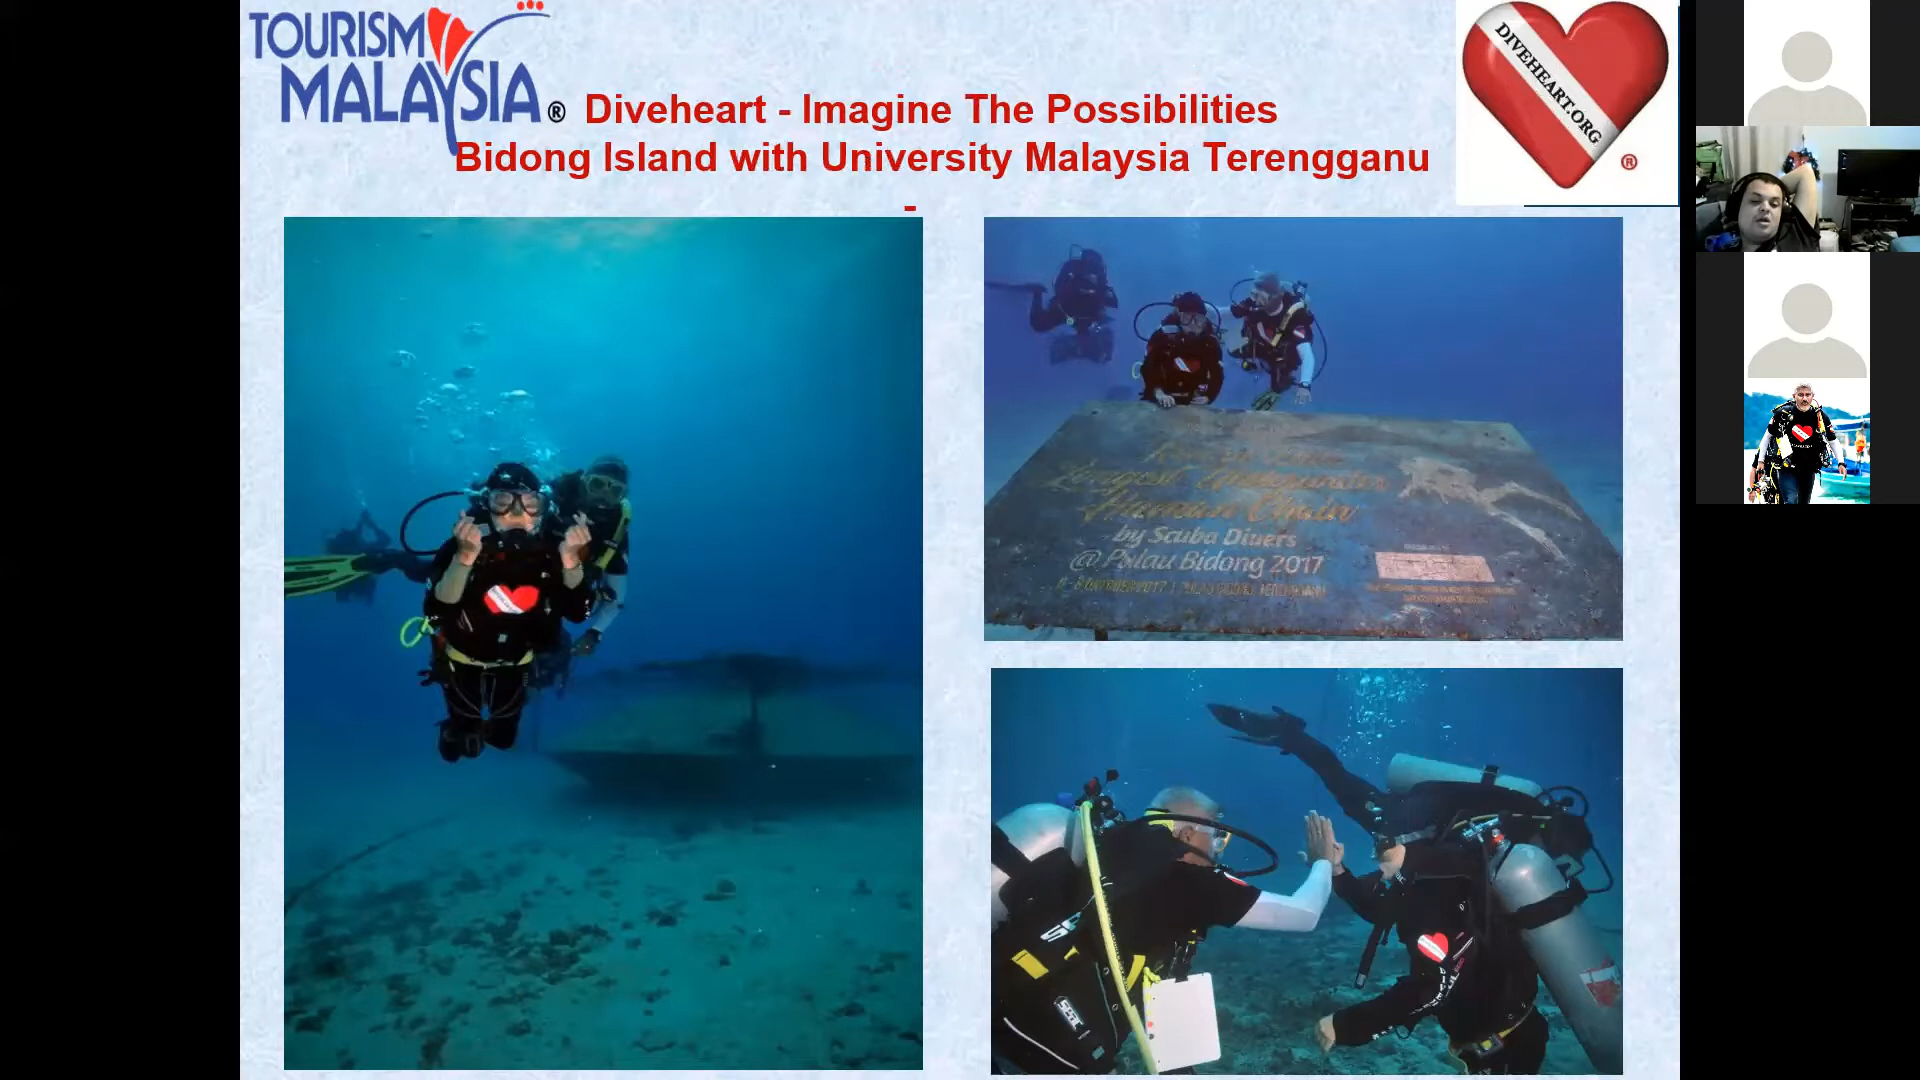 TOURISM
MALAYSIA ®
Diveheart - Imagine The Possibilities
Bidong Island with University Malaysia Terengganu
-
DIVEHEART.ORG
®
Longest Underwater
Human Chain
by Scuba Divers
@ Pulau Bidong 2017
SEAC